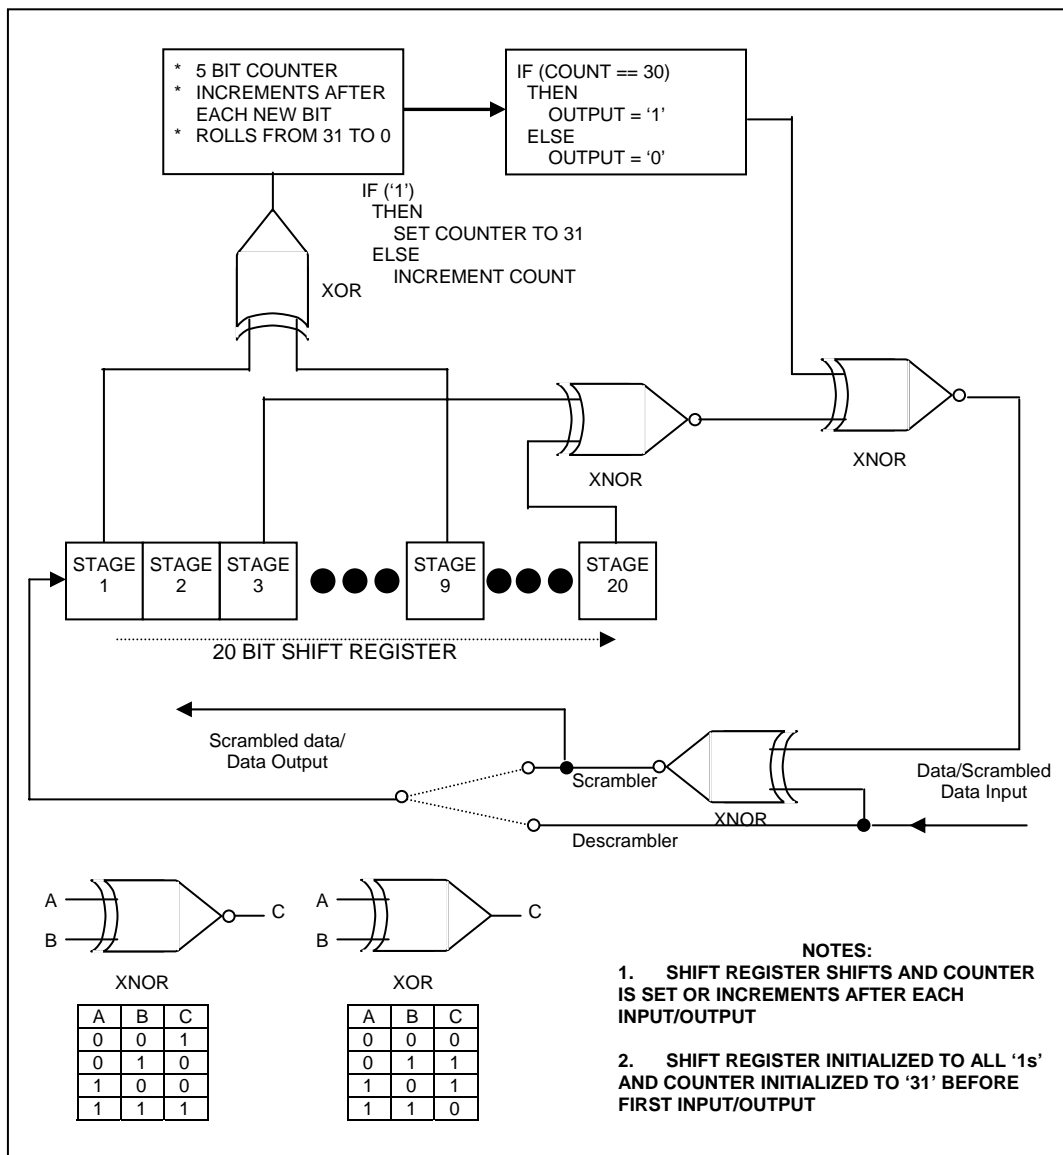 * 5 BIT COUNTER
* INCREMENTS AFTER
EACH NEW BIT
* ROLLS FROM 31 TO 0
IF (COUNT == 30)
THEN
OUTPUT = ‘1’
ELSE
OUTPUT = ‘0’
IF (‘1’)
THEN
SET COUNTER TO 31
ELSE
INCREMENT COUNT
XOR
XNOR
XNOR
STAGE
1
STAGE
2
STAGE
3
STAGE
9
STAGE
20
20 BIT SHIFT REGISTER
Scrambled data/
Data Output
Scrambler
Data/Scrambled
Data Input
XNOR
Descrambler
A
B
C
XNOR
A B C
0 0 1
0 1 0
1 0 0
1 1 1
A
B
C
XOR
A B C
0 0 0
0 1 1
1 0 1
1 1 0
NOTES:
1. SHIFT REGISTER SHIFTS AND COUNTER
IS SET OR INCREMENTS AFTER EACH
INPUT/OUTPUT
2. SHIFT REGISTER INITIALIZED TO ALL ‘1s’
AND COUNTER INITIALIZED TO ‘31’ BEFORE
FIRST INPUT/OUTPUT